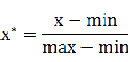 x* = (x − min) / (max − min)